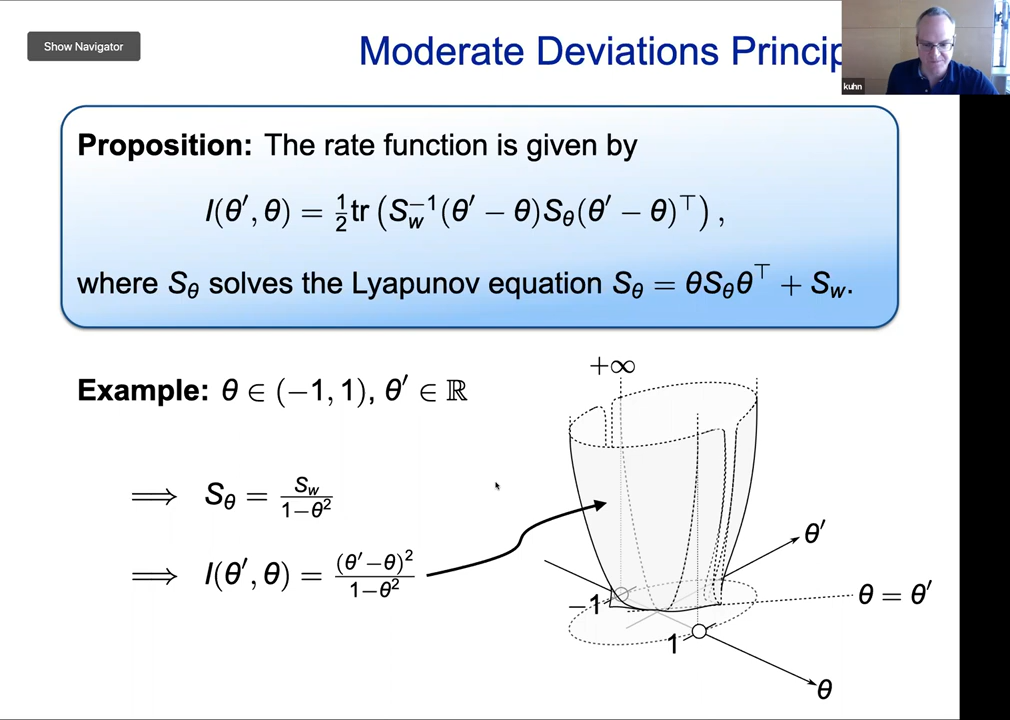 Show Navigator
Moderate Deviations Princip
kuhn
Proposition: The rate function is given by
I(θ′, θ) = ½tr (S_w^{-1}(θ′ − θ)S_θ(θ′ − θ)^⊤) ,
where S_θ solves the Lyapunov equation S_θ = θS_θθ^⊤ + S_w.
+∞
Example: θ ∈ (−1, 1), θ′ ∈ ℝ
⟹ S_θ = S_w / 1−θ²
θ′
⟹ I(θ′, θ) = (θ′−θ)² / 1−θ²
−1
θ = θ′
1
θ